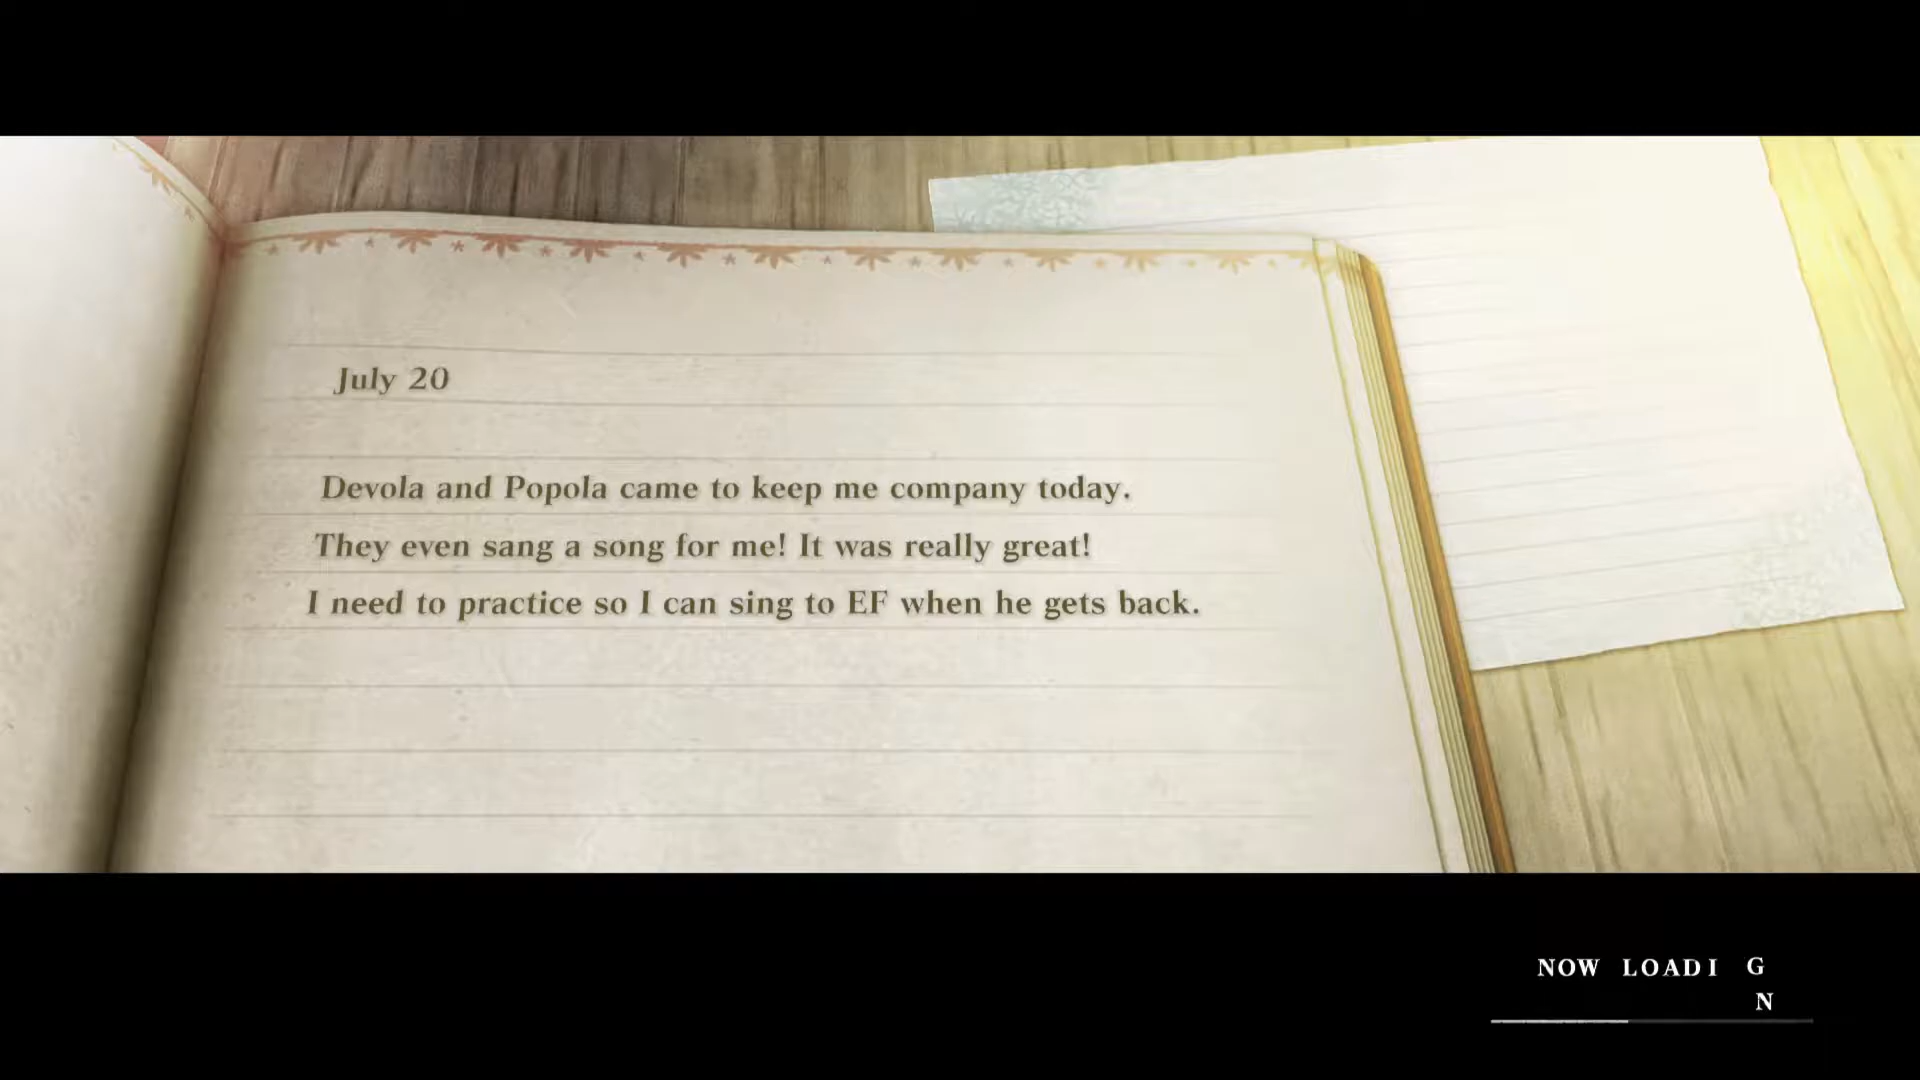 July 20
Devola and Popola came to keep me company today.
They even sang a song for me! It was really great!
I need to practice so I can sing to EF when he gets back.
NOW LOADI G
N